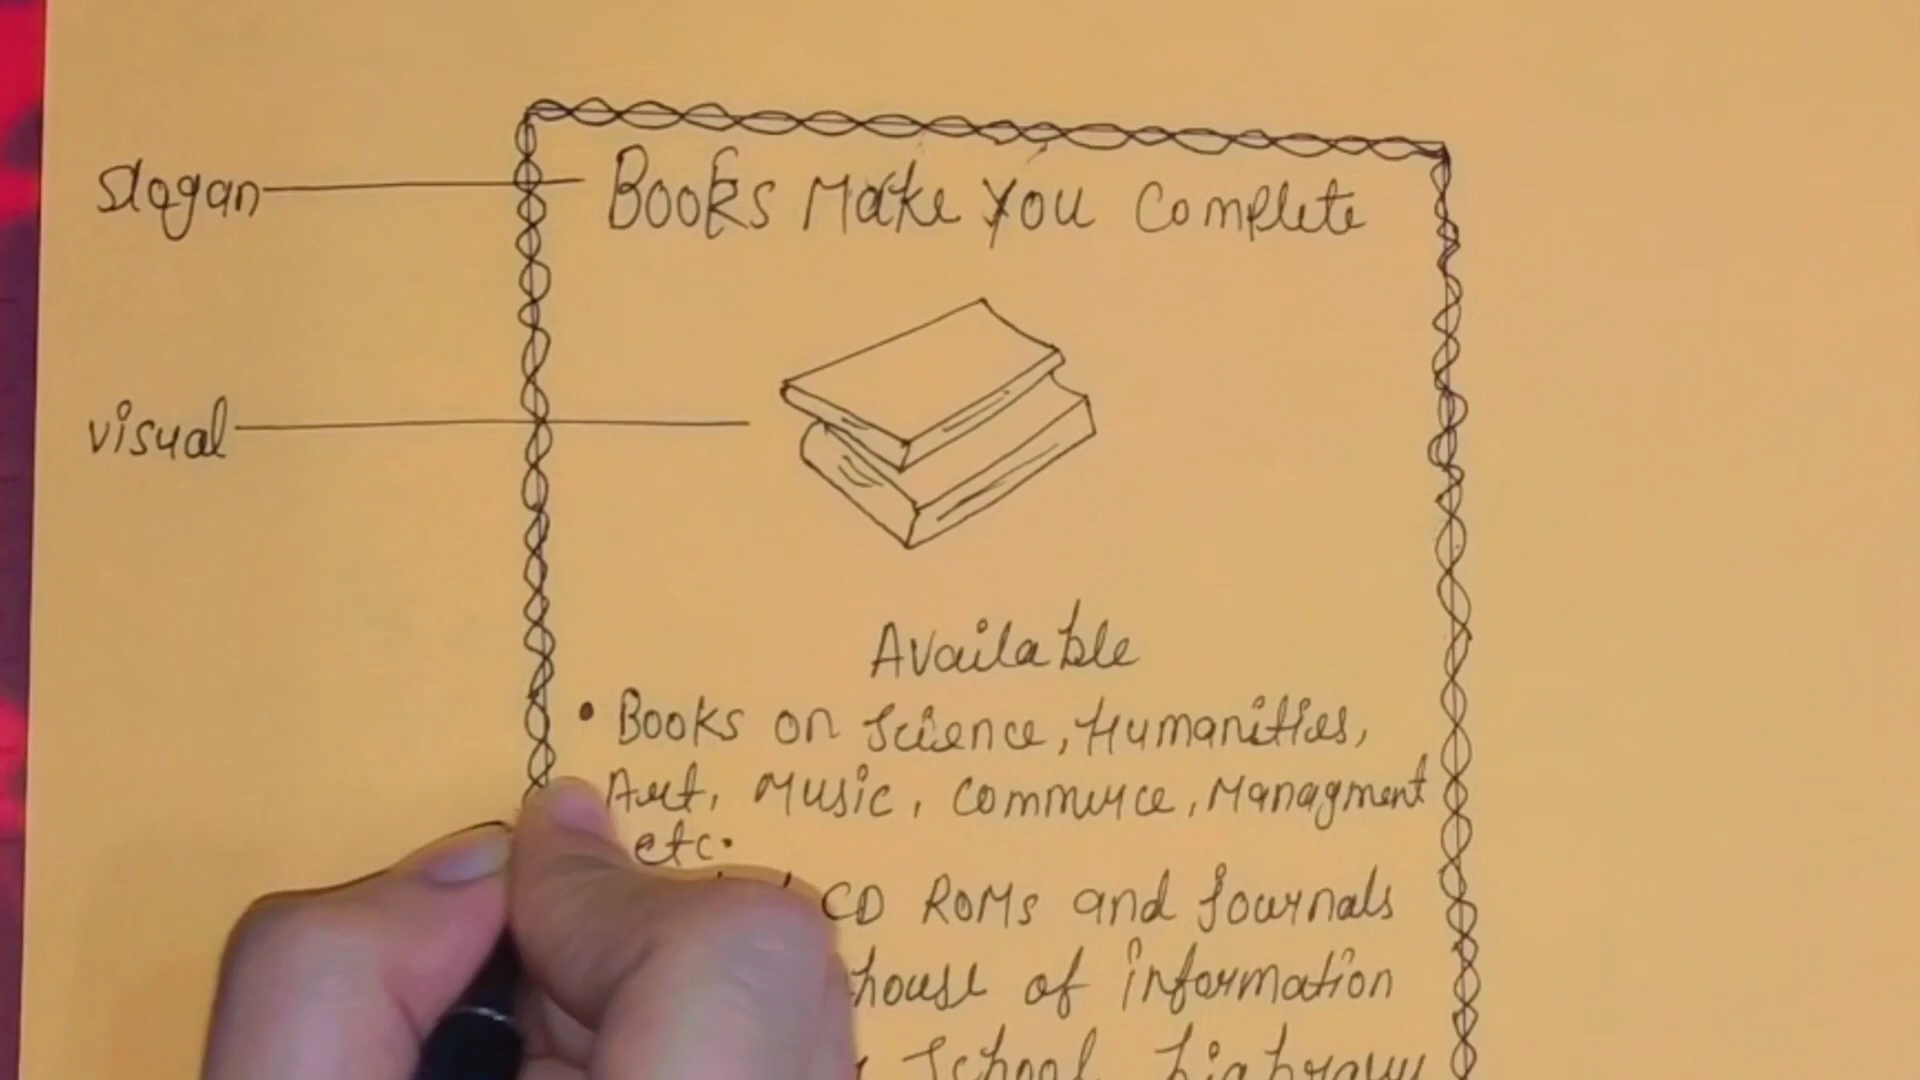 slogan
Books Make You Complete
visual
Available
• Books on Science, Humanities,
Art, Music, Commerce, Managment
etc.
CD ROMs and Journals
house of information
School